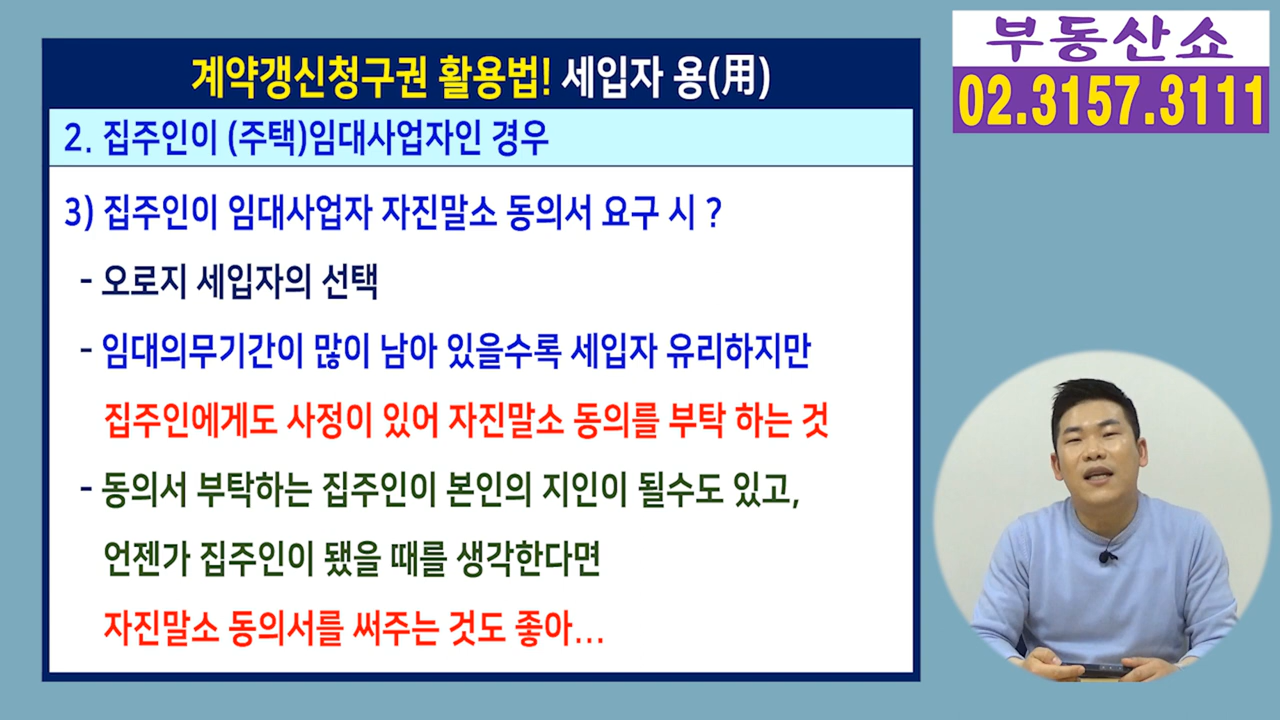 계약갱신청구권 활용법! 세입자 용(用)
부동산쇼
02.3157.3111
2. 집주인이 (주택)임대사업자인 경우
3) 집주인이 임대사업자 자진말소 동의서 요구 시 ?
- 오로지 세입자의 선택
- 임대의무기간이 많이 남아 있을수록 세입자 유리하지만
집주인에게도 사정이 있어 자진말소 동의를 부탁 하는 것
- 동의서 부탁하는 집주인이 본인의 지인이 될수도 있고,
언젠가 집주인이 됐을 때를 생각한다면
자진말소 동의서를 써주는 것도 좋아...